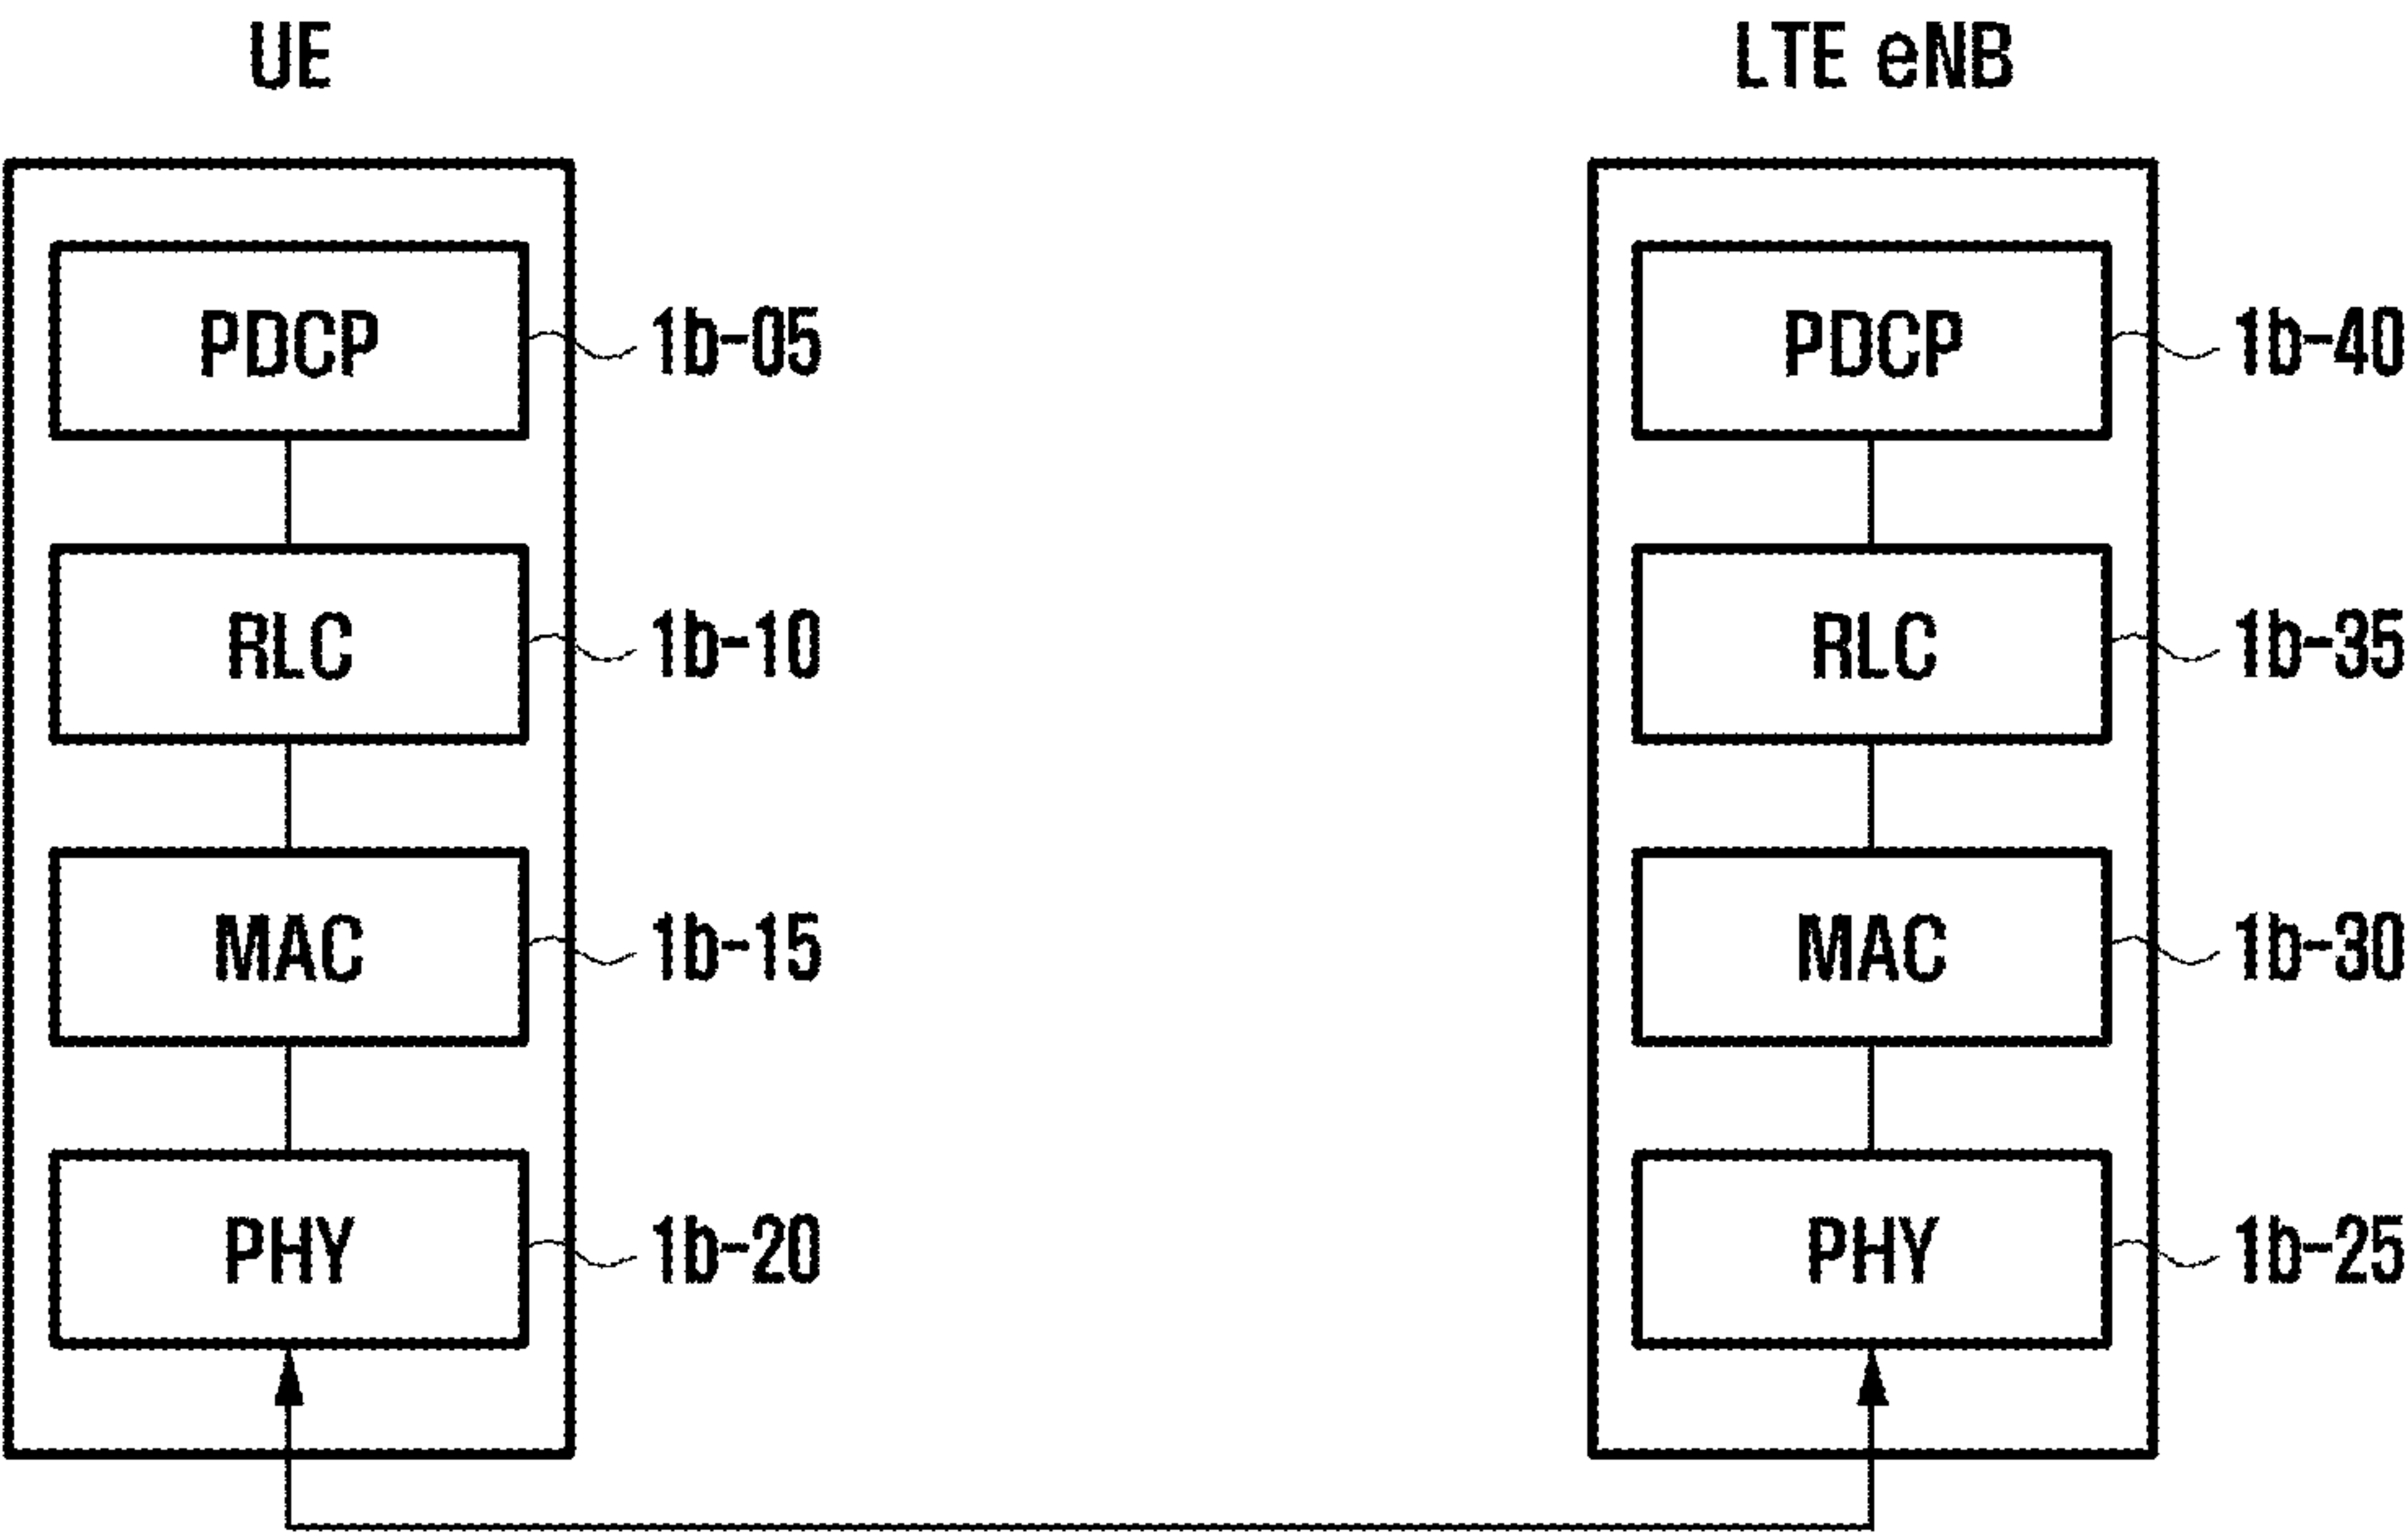 UE LTE eNB
PDCP 1b-05 PDCP 1b-40
RLC 1b-10 RLC 1b-35
MAC 1b-15 MAC 1b-30
PHY 1b-20 PHY 1b-25